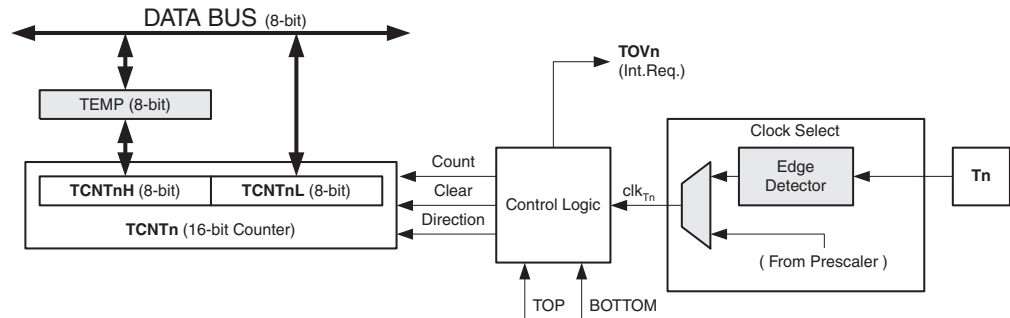 DATA BUS (8-bit)
TOVn
(Int.Req.)
TEMP (8-bit)
Clock Select
Count
Edge
Detector
Tn
TCNTnH (8-bit) TCNTnL (8-bit)
Clear
Control Logic
clkTn
TCNTn (16-bit Counter)
Direction
( From Prescaler )
TOP
BOTTOM